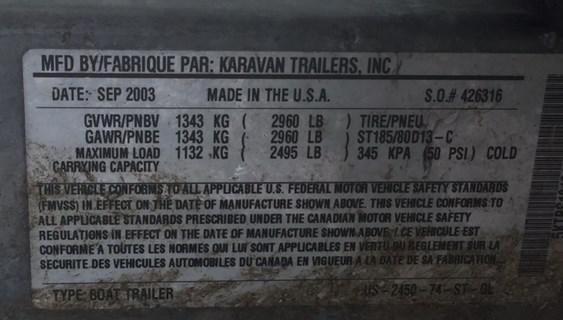 MFD BY/FABRIQUE PAR: KARAVAN TRAILERS, INC
DATE: SEP 2003 MADE IN THE U.S.A. S.O.# 426316
GVWR/PNBV 1343 KG ( 2960 LB ) TIRE/PNEU
GAWR/PNBE 1343 KG ( 2960 LB ) ST185/80D13-C
MAXIMUM LOAD 1132 KG ( 2495 LB ) 345 KPA (50 PSI) COLD
CARRYING CAPACITY
THIS VEHICLE CONFORMS TO ALL APPLICABLE U.S. FEDERAL MOTOR VEHICLE SAFETY STANDARDS
(FMVSS) IN EFFECT ON THE DATE OF MANUFACTURE SHOWN ABOVE. THIS VEHICLE CONFORMS TO
ALL APPLICABLE STANDARDS PRESCRIBED UNDER THE CANADIAN MOTOR VEHICLE SAFETY
REGULATIONS IN EFFECT ON THE DATE OF MANUFACTURE SHOWN ABOVE. / CE VEHICULE EST
CONFORME A TOUTES LES NORMES QUI LUI SONT APPLICABLES EN VERTU DU REGLEMENT SUR LA
SECURITE DES VEHICULES AUTOMOBILES DU CANADA EN VIGUEUR A LA DATE DE SA FABRICATION.
TYPE: BOAT TRAILER US-2450-74-ST-GL